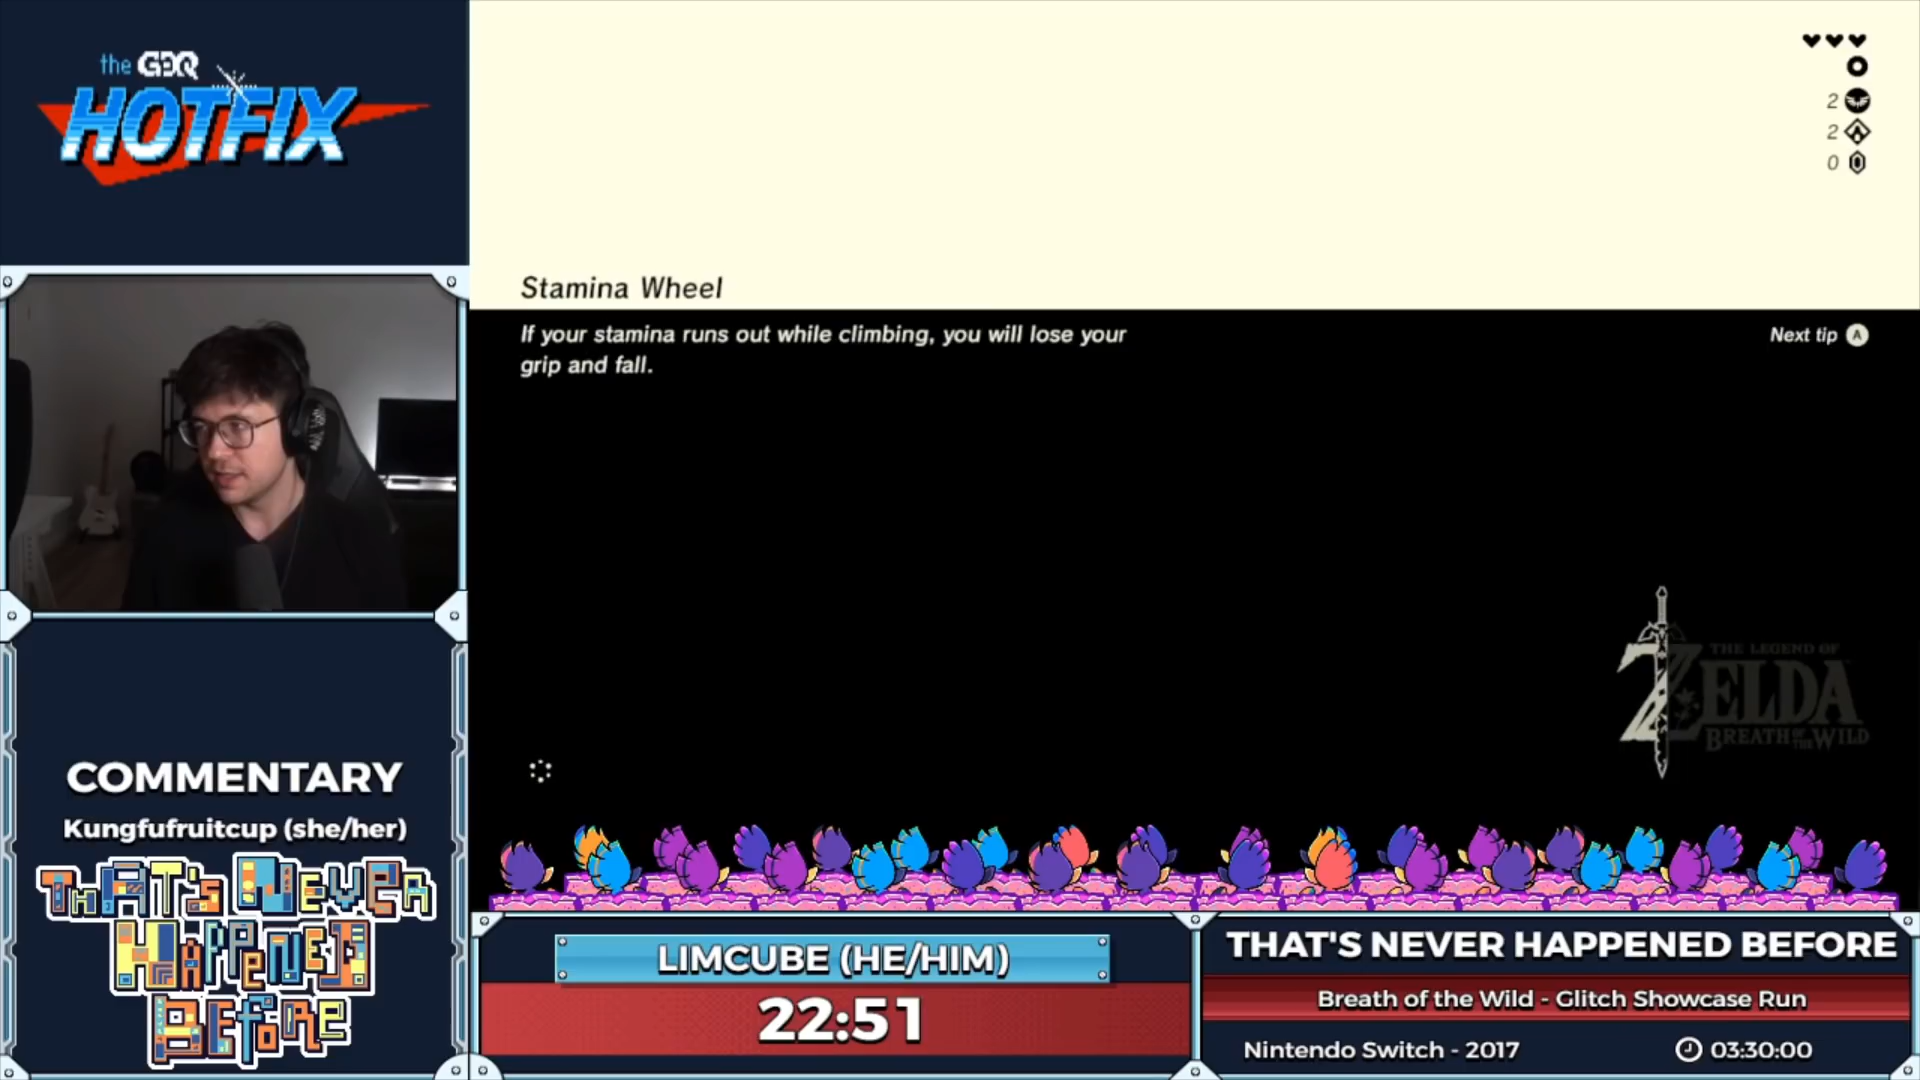 the GDQ
HOTFIX
2
2
0
Stamina Wheel
If your stamina runs out while climbing, you will lose your
grip and fall.
Next tip A
THE LEGEND OF
ZELDA
BREATH OF THE WILD
COMMENTARY
Kungfufruitcup (she/her)
THAT'S NEVER
HAPPENED
BEFORE
LIMCUBE (HE/HIM)
22:51
THAT'S NEVER HAPPENED BEFORE
Breath of the Wild - Glitch Showcase Run
Nintendo Switch - 2017
03:30:00